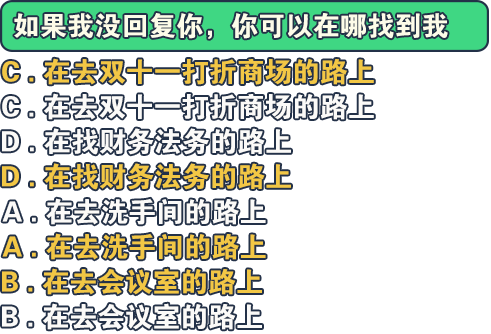 如果我没回复你，你可以在哪找到我
C . 在去双十一打折商场的路上
C . 在去双十一打折商场的路上
D . 在找财务法务的路上
D . 在找财务法务的路上
A . 在去洗手间的路上
A . 在去洗手间的路上
B . 在去会议室的路上
B . 在去会议室的路上